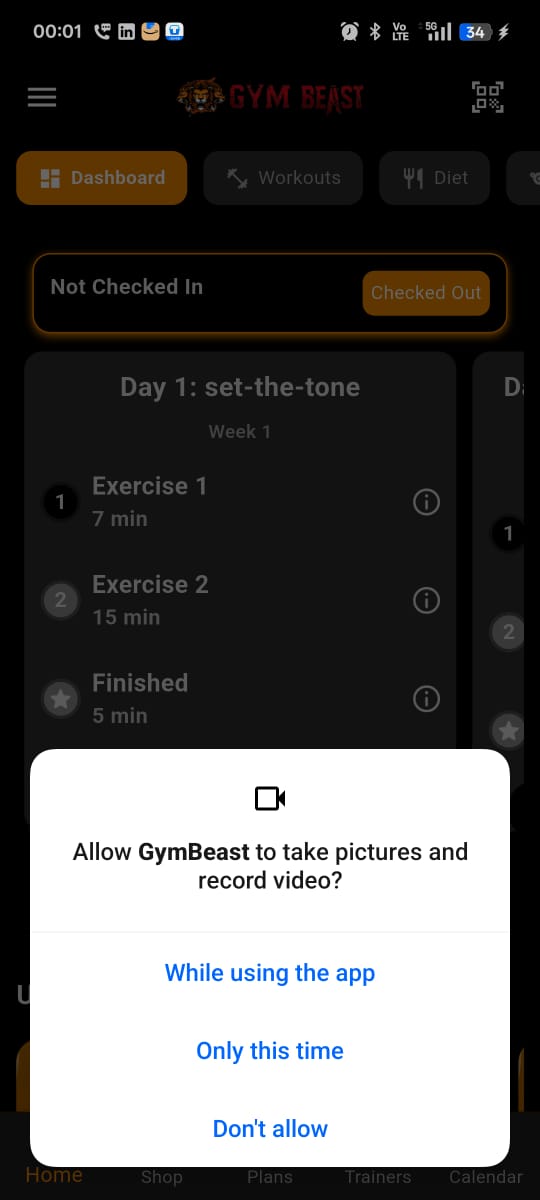 00:01
Vo LTE
5G
34
GYM BEAST
Dashboard
Workouts
Diet
Not Checked In
Checked Out
Day 1: set-the-tone
Week 1
1
Exercise 1
7 min
2
Exercise 2
15 min
Finished
5 min
1
2
Allow GymBeast to take pictures and
record video?
While using the app
Only this time
Don't allow
Home
Shop
Plans
Trainers
Calendar